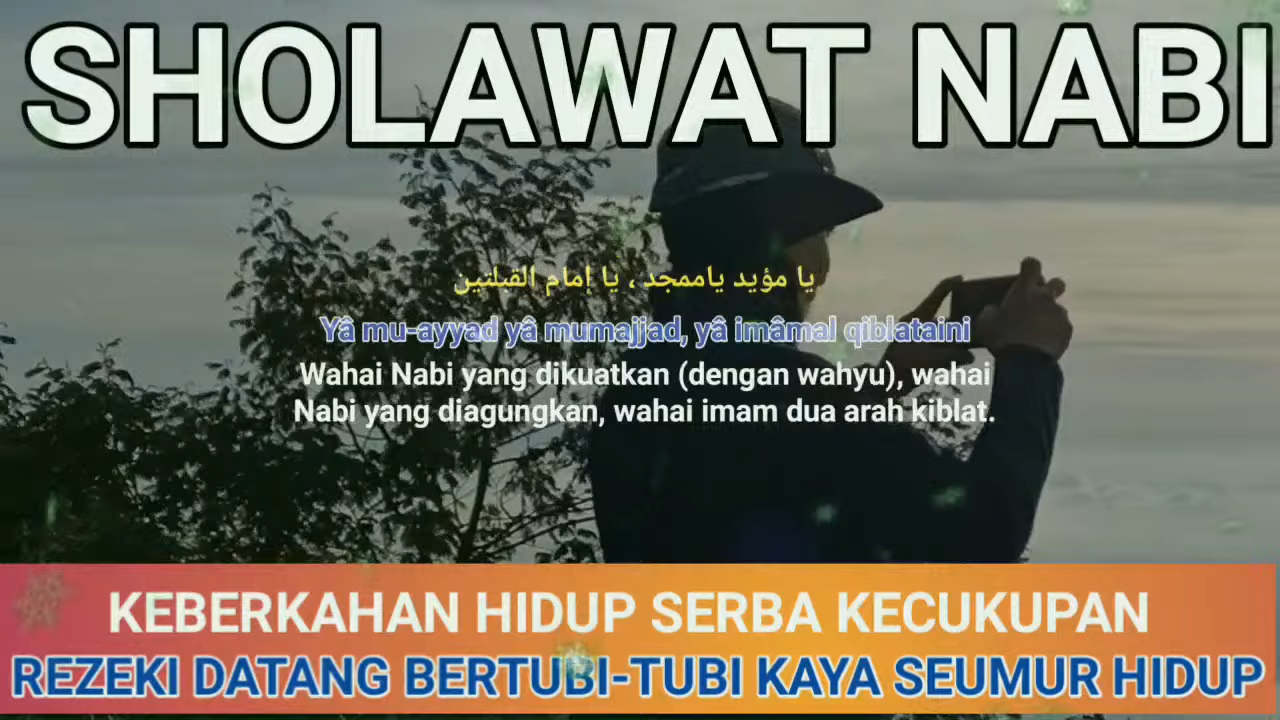 SHOLAWAT NABI
يا مؤيد ياممجد ، يا إمام القبلتين
Yâ mu-ayyad yâ mumajjad, yâ imâmal qiblataini
Wahai Nabi yang dikuatkan (dengan wahyu), wahai
Nabi yang diagungkan, wahai imam dua arah kiblat.
KEBERKAHAN HIDUP SERBA KECUKUPAN
REZEKI DATANG BERTUBI-TUBI KAYA SEUMUR HIDUP